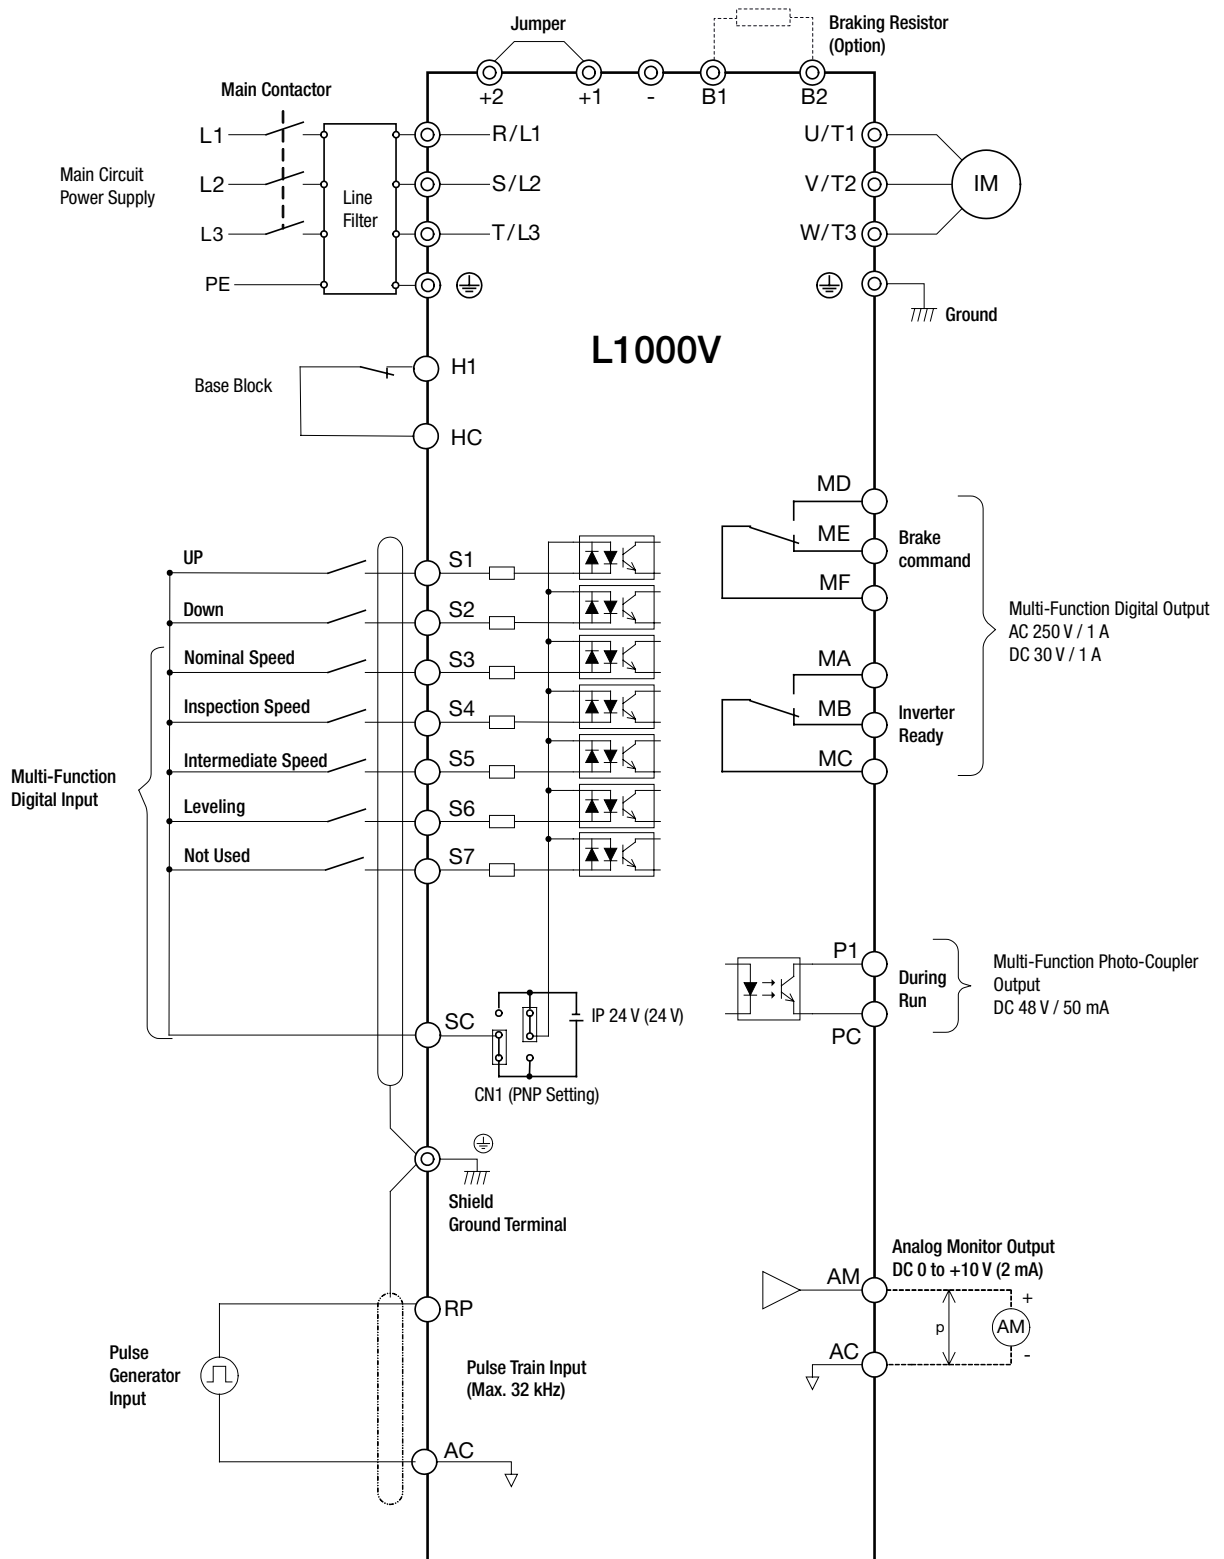 Jumper
Braking Resistor
(Option)
+2
+1
-
B1
B2
Main Contactor
L1
R/L1
U/T1
Main Circuit
Power Supply
L2
Line
Filter
S/L2
V/T2
IM
L3
T/L3
W/T3
PE
Ground
L1000V
Base Block
H1
HC
MD
ME
MF
Brake
command
UP
S1
Down
S2
Nominal Speed
S3
Inspection Speed
S4
Intermediate Speed
S5
Leveling
S6
Not Used
S7
Multi-Function
Digital Input
Multi-Function Digital Output
AC 250 V / 1 A
DC 30 V / 1 A
MA
MB
MC
Inverter
Ready
P1
PC
During
Run
Multi-Function Photo-Coupler
Output
DC 48 V / 50 mA
SC
IP 24 V (24 V)
CN1 (PNP Setting)
Shield
Ground Terminal
Analog Monitor Output
DC 0 to +10 V (2 mA)
AM
+
p
AM
-
AC
RP
Pulse
Generator
Input
Pulse Train Input
(Max. 32 kHz)
AC